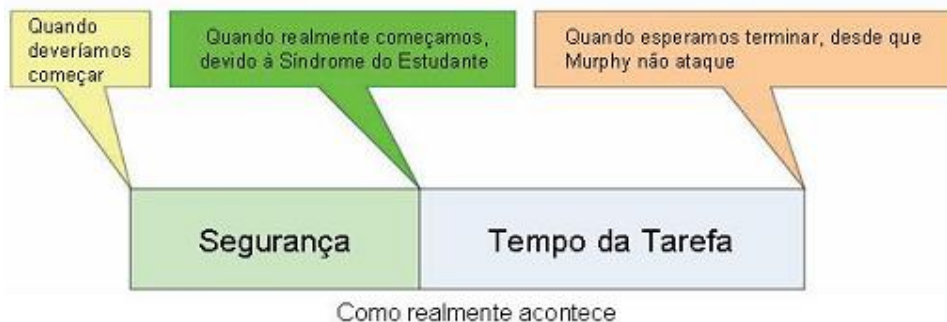 Quando
deveríamos
começar
Quando realmente começamos,
devido à Síndrome do Estudante
Quando esperamos terminar, desde que
Murphy não ataque
Segurança
Tempo da Tarefa
Como realmente acontece